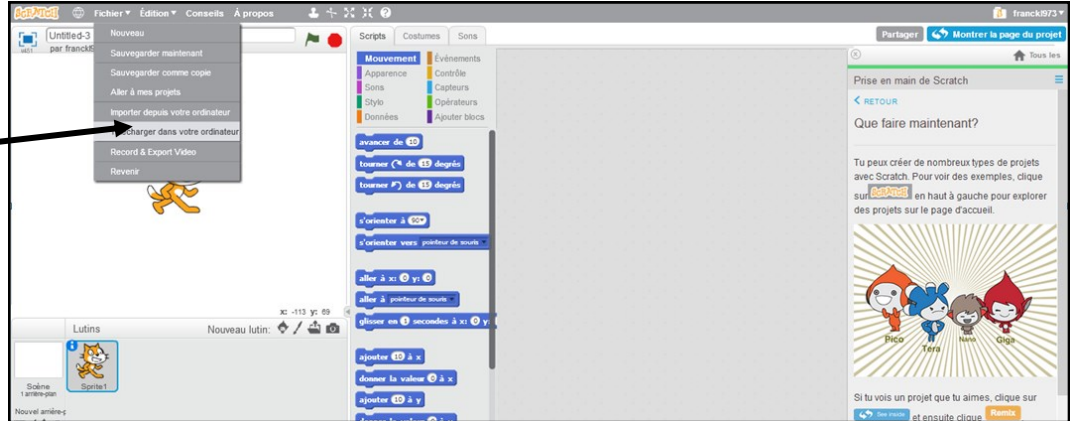 SCRATCH Fichier▼ Édition▼ Conseils À propos franckl973▼
Untitled-3
v451 par franckl9
Nouveau
Sauvegarder maintenant
Sauvegarder comme copie
Aller à mes projets
Importer depuis votre ordinateur
Télécharger dans votre ordinateur
Record & Export Video
Revenir
x: -113 y: 69
Lutins Nouveau lutin:
Scène
1 arrière-plan
Sprite1
Nouvel arrière-p
Scripts Costumes Sons
Mouvement Évènements
Apparence Contrôle
Sons Capteurs
Stylo Opérateurs
Données Ajouter blocs
avancer de 10
tourner de 15 degrés
tourner de 15 degrés
s'orienter à 90▼
s'orienter vers pointeur de souris
aller à x: 0 y: 0
aller à pointeur de souris
glisser en 1 secondes à x: 0 y:
ajouter 10 à x
donner la valeur 0 à x
ajouter 10 à y
donner la valeur 0 à y
Partager Montrer la page du projet
Tous les
Prise en main de Scratch
RETOUR
Que faire maintenant?
Tu peux créer de nombreux types de projets
avec Scratch. Pour voir des exemples, clique
sur SCRATCH en haut à gauche pour explorer
des projets sur le page d'accueil.
Pico Tera Nano Giga
Si tu vois un projet que tu aimes, clique sur
See inside et ensuite clique Remix